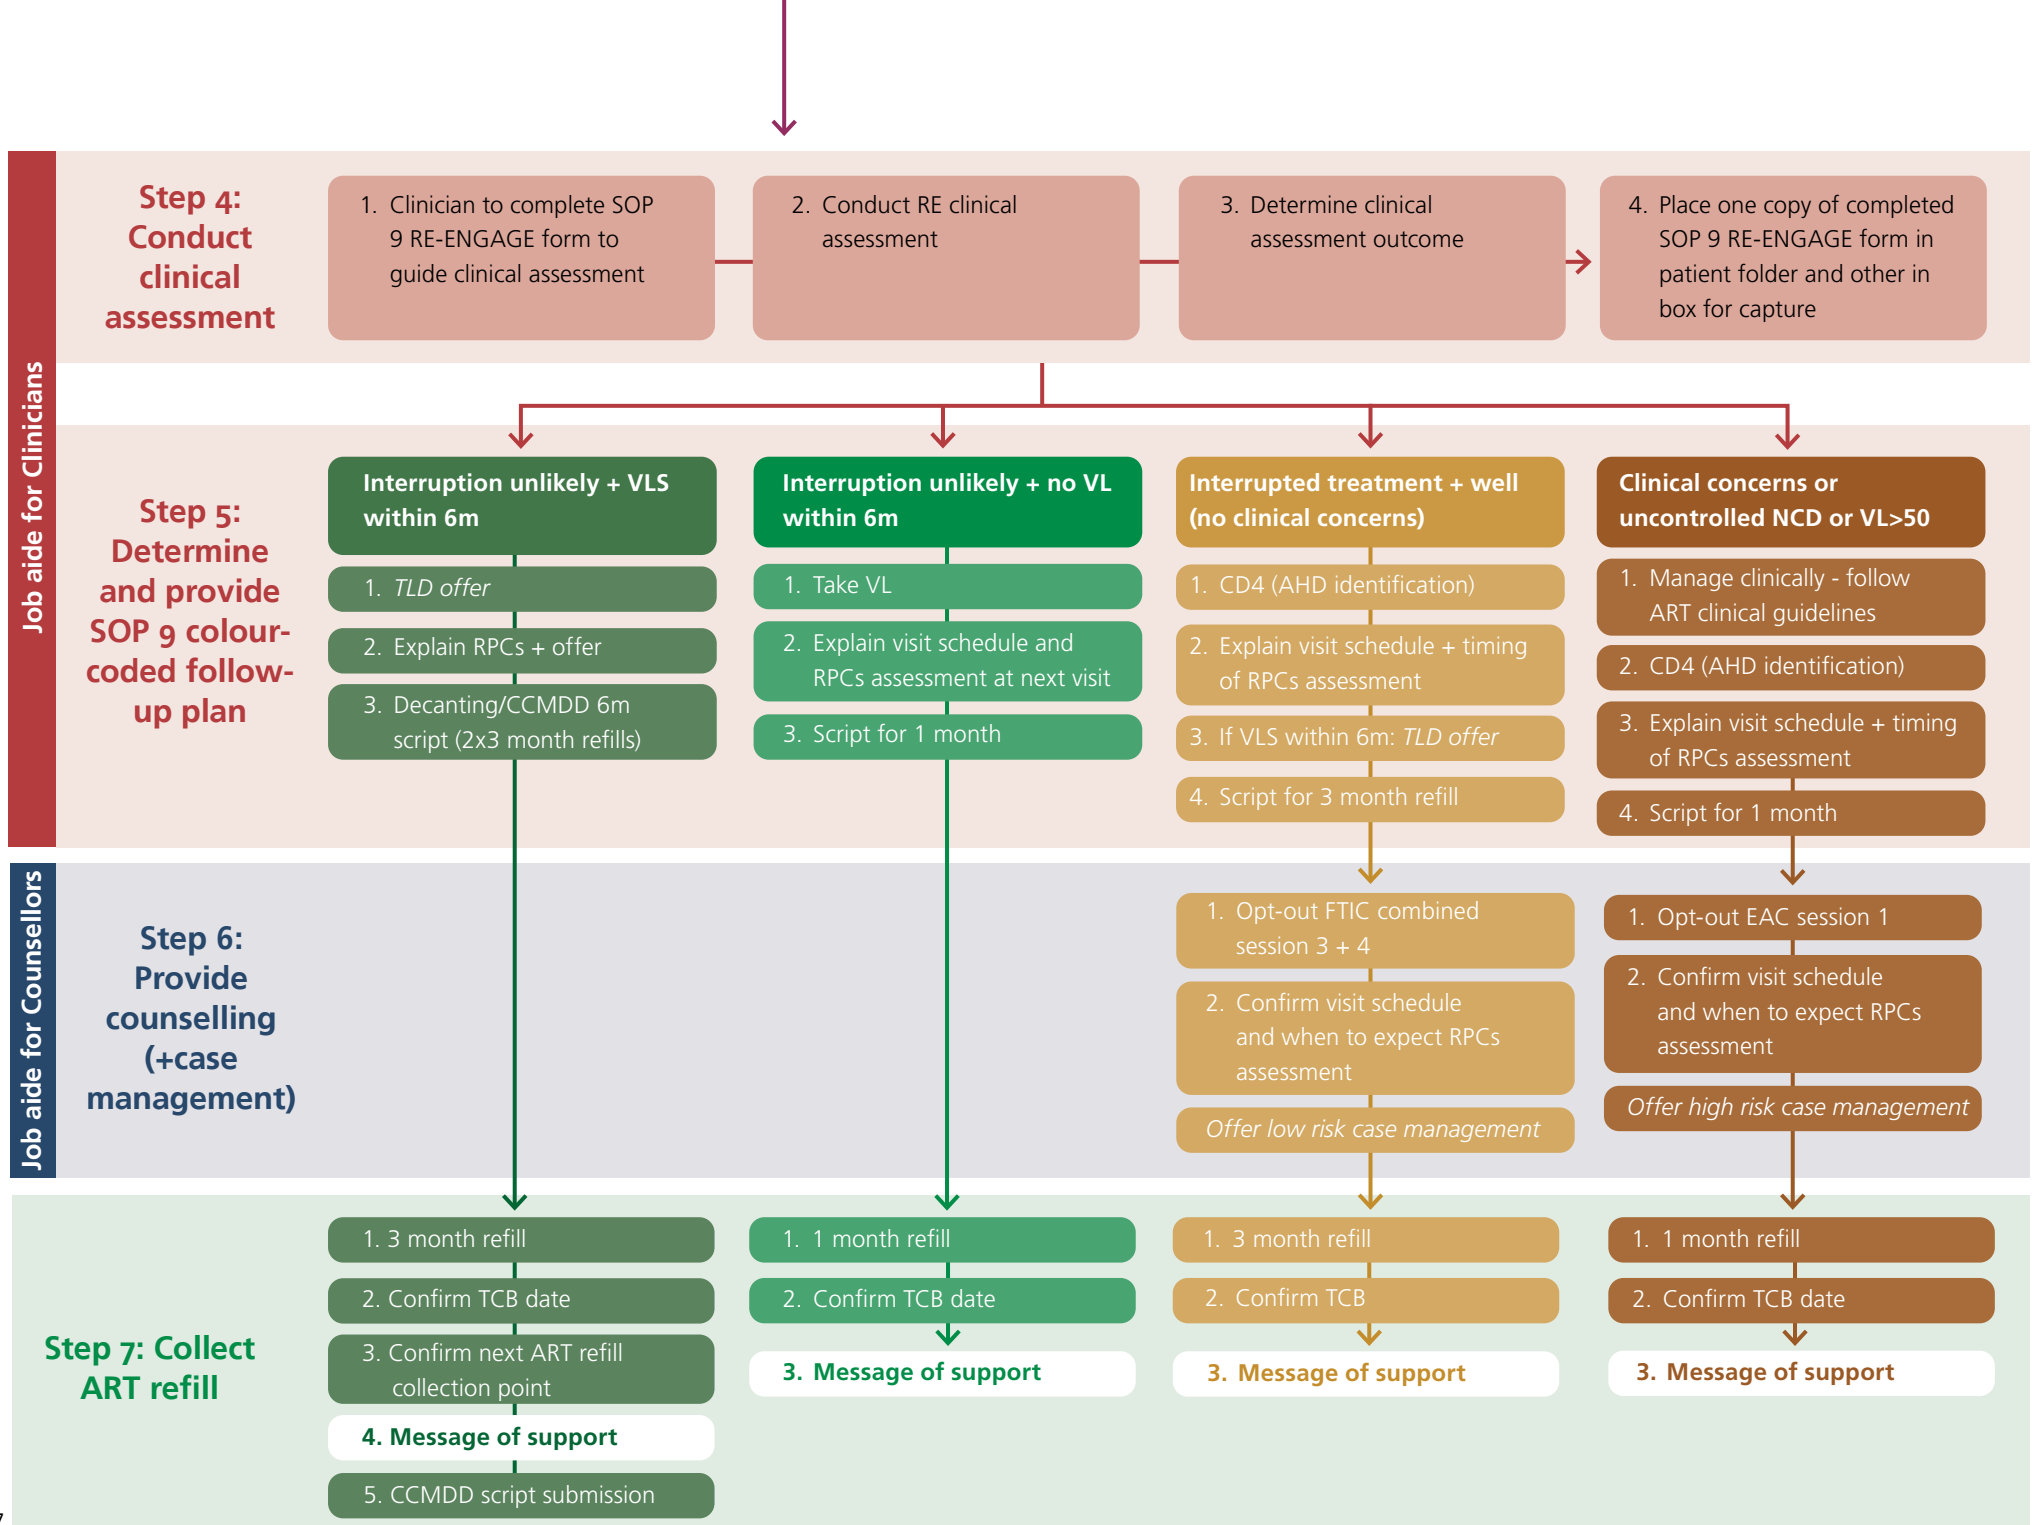 Job aide for Clinicians
Step 4:
Conduct
clinical
assessment
1. Clinician to complete SOP
9 RE-ENGAGE form to
guide clinical assessment
2. Conduct RE clinical
assessment
3. Determine clinical
assessment outcome
4. Place one copy of completed
SOP 9 RE-ENGAGE form in
patient folder and other in
box for capture
Step 5:
Determine
and provide
SOP 9 colour-
coded follow-
up plan
Interruption unlikely + VLS
within 6m
1. TLD offer
2. Explain RPCs + offer
3. Decanting/CCMDD 6m
script (2x3 month refills)
Interruption unlikely + no VL
within 6m
1. Take VL
2. Explain visit schedule and
RPCs assessment at next visit
3. Script for 1 month
Interrupted treatment + well
(no clinical concerns)
1. CD4 (AHD identification)
2. Explain visit schedule + timing
of RPCs assessment
3. If VLS within 6m: TLD offer
4. Script for 3 month refill
Clinical concerns or
uncontrolled NCD or VL>50
1. Manage clinically - follow
ART clinical guidelines
2. CD4 (AHD identification)
3. Explain visit schedule + timing
of RPCs assessment
4. Script for 1 month
Job aide for Counsellors
Step 6:
Provide
counselling
(+case
management)
1. Opt-out FTIC combined
session 3 + 4
2. Confirm visit schedule
and when to expect RPCs
assessment
Offer low risk case management
1. Opt-out EAC session 1
2. Confirm visit schedule
and when to expect RPCs
assessment
Offer high risk case management
Step 7: Collect
ART refill
1. 3 month refill
2. Confirm TCB date
3. Confirm next ART refill
collection point
4. Message of support
5. CCMDD script submission
1. 1 month refill
2. Confirm TCB date
3. Message of support
1. 3 month refill
2. Confirm TCB
3. Message of support
1. 1 month refill
2. Confirm TCB date
3. Message of support